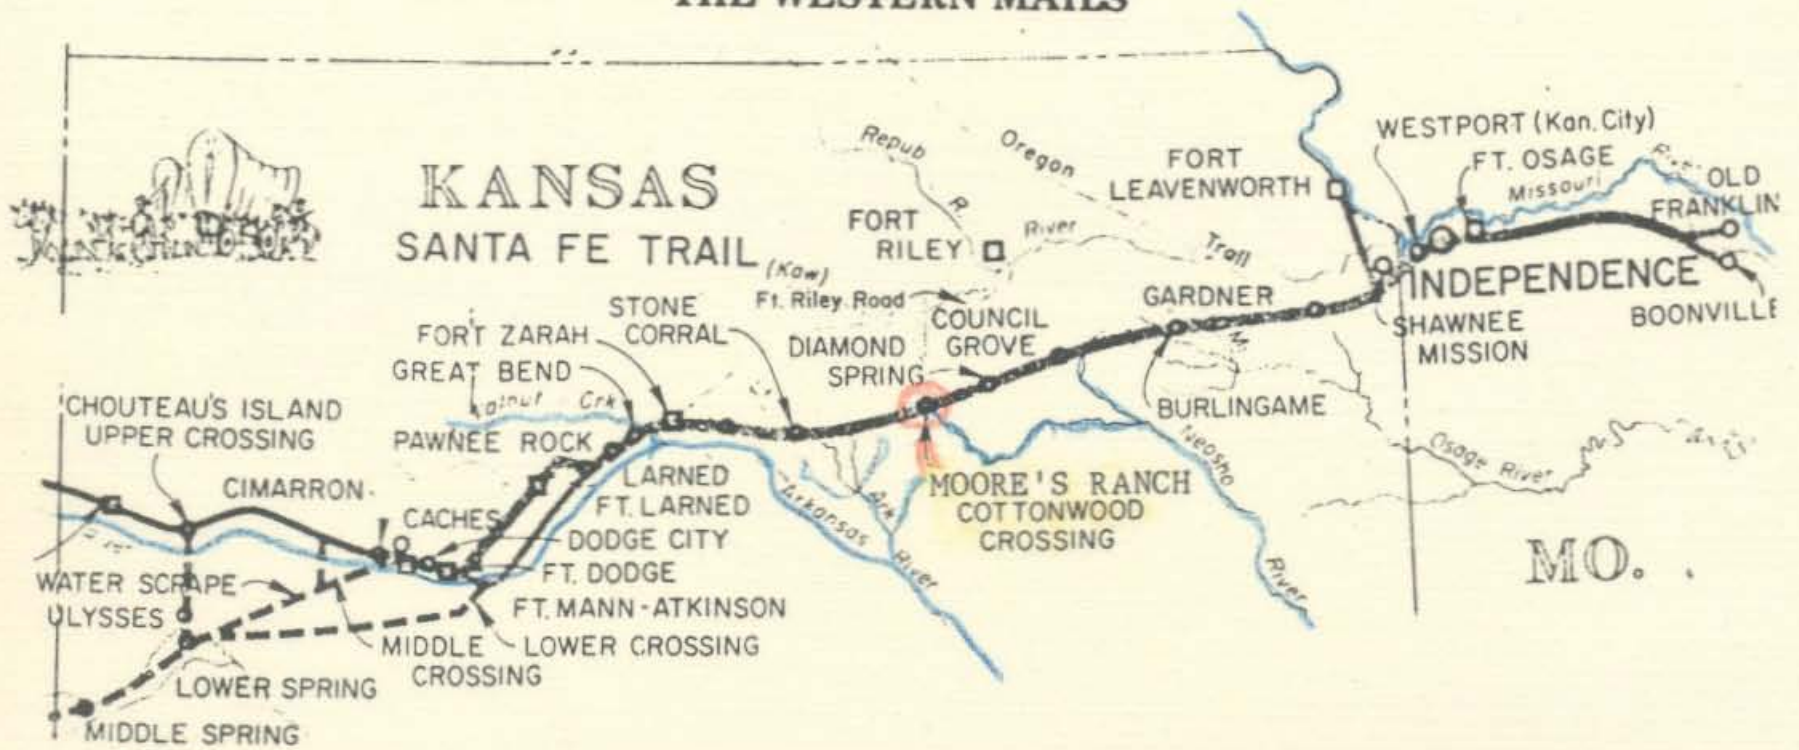 THE WESTERN MAILS
KANSAS
SANTA FE TRAIL
(Kaw)
Ft. Riley Road
Repub
R.
Oregon
Trail
River
FORT
RILEY
FORT
LEAVENWORTH
WESTPORT (Kan. City)
FT. OSAGE
Missouri
River
OLD
FRANKLIN
INDEPENDENCE
BOONVILLE
SHAWNEE
MISSION
GARDNER
BURLINGAME
COUNCIL
GROVE
DIAMOND
SPRING
STONE
CORRAL
FORT ZARAH
GREAT BEND
Walnut Crk
PAWNEE ROCK
CHOUTEAU'S ISLAND
UPPER CROSSING
CIMARRON
CACHES
LARNED
FT. LARNED
DODGE CITY
FT. DODGE
FT. MANN-ATKINSON
LOWER CROSSING
MIDDLE
CROSSING
WATER SCRAPE
ULYSSES
LOWER SPRING
MIDDLE SPRING
Arkansas
River
Ark
MOORE'S RANCH
COTTONWOOD
CROSSING
Neosho
River
Osage River
MO.